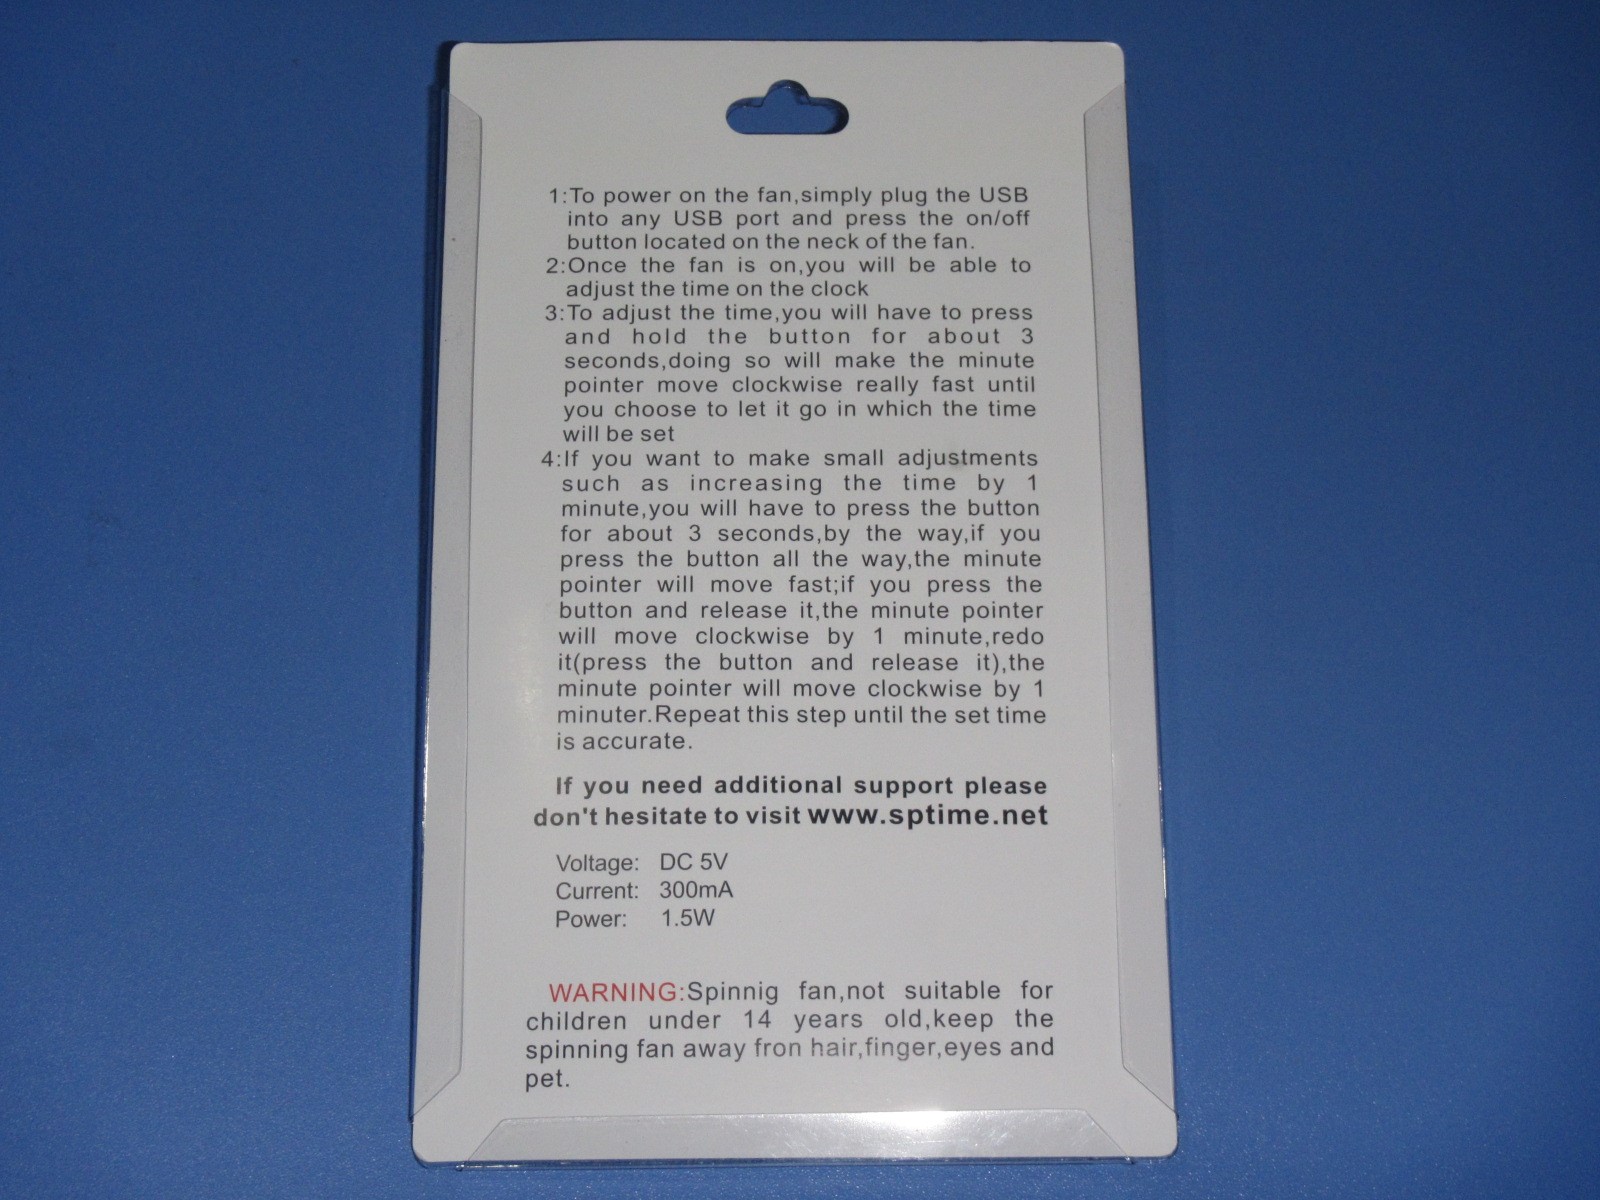 1:To power on the fan,simply plug the USB
into any USB port and press the on/off
button located on the neck of the fan.
2:Once the fan is on,you will be able to
adjust the time on the clock
3:To adjust the time,you will have to press
and hold the button for about 3
seconds,doing so will make the minute
pointer move clockwise really fast until
you choose to let it go in which the time
will be set
4:If you want to make small adjustments
such as increasing the time by 1
minute,you will have to press the button
for about 3 seconds,by the way,if you
press the button all the way,the minute
pointer will move fast;if you press the
button and release it,the minute pointer
will move clockwise by 1 minute,redo
it(press the button and release it),the
minute pointer will move clockwise by 1
minuter.Repeat this step until the set time
is accurate.
If you need additional support please
don't hesitate to visit www.sptime.net
Voltage: DC 5V
Current: 300mA
Power: 1.5W
WARNING:Spinnig fan,not suitable for
children under 14 years old,keep the
spinning fan away fron hair,finger,eyes and
pet.